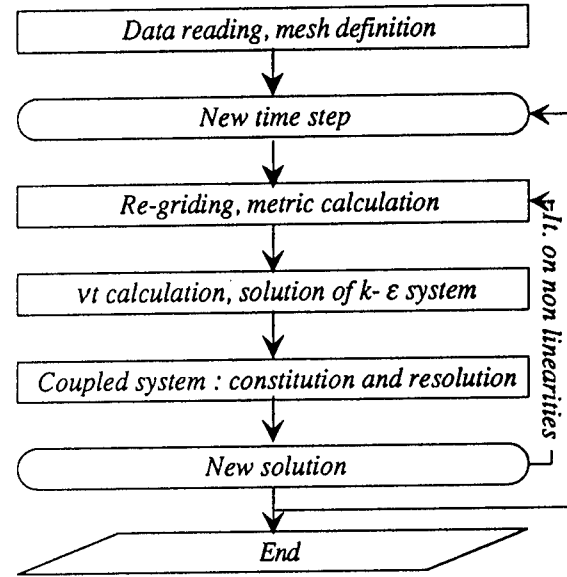 Data reading, mesh definition
New time step
Re-griding, metric calculation
νt calculation, solution of k- ε system
Coupled system : constitution and resolution
New solution
End
It. on non linearities